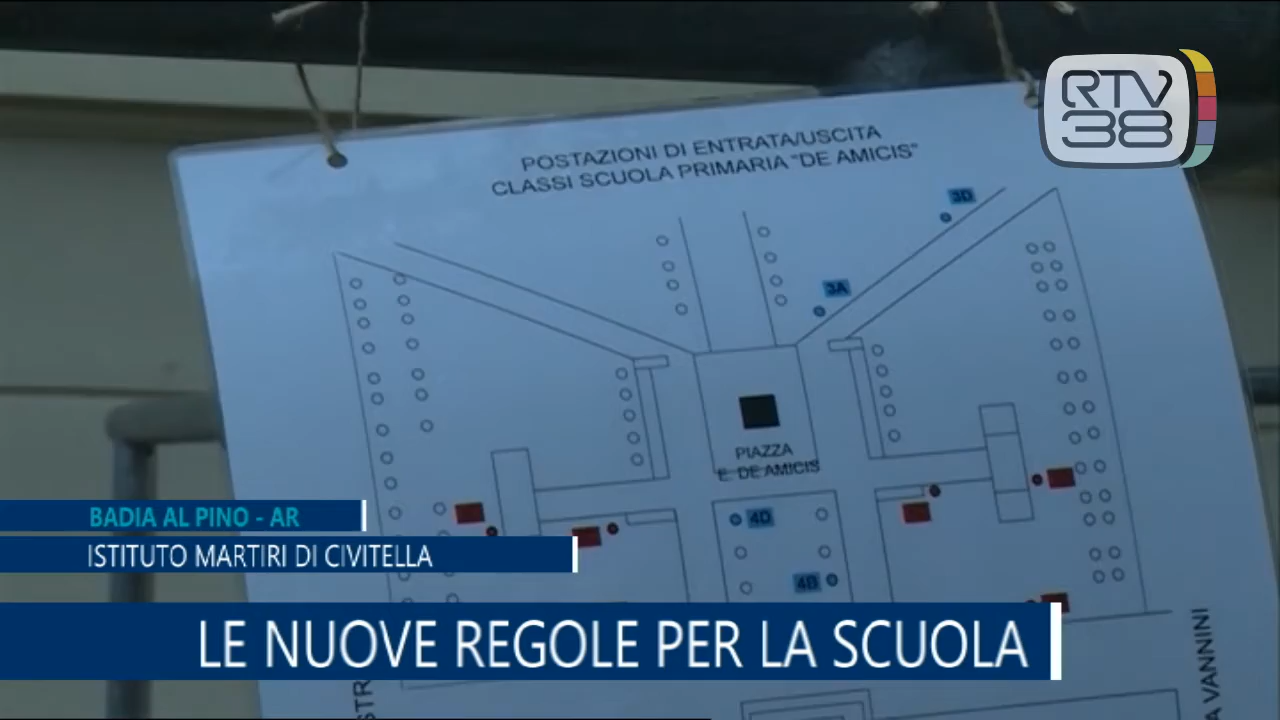 RTV
38
POSTAZIONI DI ENTRATA/USCITA
CLASSI SCUOLA PRIMARIA "DE AMICIS"
3D
3A
PIAZZA
E. DE AMICIS
4D
4B
BADIA AL PINO - AR
ISTITUTO MARTIRI DI CIVITELLA
LE NUOVE REGOLE PER LA SCUOLA
VANNINI